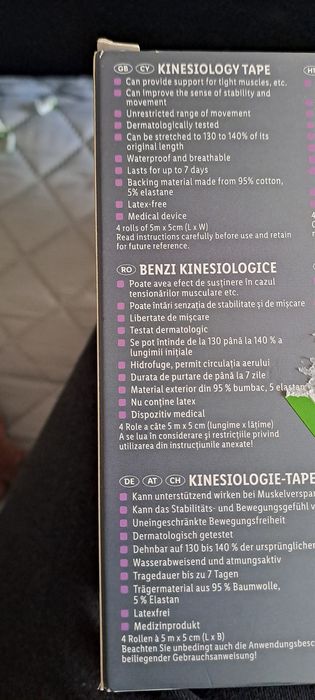 GB CY KINESIOLOGY TAPE
Can provide support for tight muscles, etc.
Can improve the sense of stability and
movement
Unrestricted range of movement
Dermatologically tested
Can be stretched to 130 to 140% of its
original length
Waterproof and breathable
Lasts for up to 7 days
Backing material made from 95% cotton,
5% elastane
Latex-free
Medical device
4 rolls of 5m x 5cm (L x W)
Read instructions carefully before use and retain
for future reference.
RO BENZI KINESIOLOGICE
Poate avea efect de susținere în cazul
tensionărilor musculare etc.
Poate întări senzația de stabilitate și de mișcare
Libertate de mișcare
Testat dermatologic
Se pot întinde de la 130 până la 140 % a
lungimii inițiale
Hidrofuge, permit circulația aerului
Durata de purtare de până la 7 zile
Material exterior din 95 % bumbac, 5 elastan
Nu conține latex
Dispozitiv medical
4 Role a câte 5 m x 5 cm (lungime x lățime)
A se lua în considerare și restricțiile privind
utilizarea din instrucțiunile anexate!
DE AT CH KINESIOLOGIE-TAPE
Kann unterstützend wirken bei Muskelverspa
Kann das Stabilitäts- und Bewegungsgefühl v
Uneingeschränkte Bewegungsfreiheit
Dermatologisch getestet
Dehnbar auf 130 bis 140 % der ursprünglicher
Wasserabweisend und atmungsaktiv
Tragedauer bis zu 7 Tagen
Trägermaterial aus 95 % Baumwolle,
5 % Elastan
Latexfrei
Medizinprodukt
4 Rollen à 5 m x 5 cm (L x B)
Beachten Sie unbedingt auch die Anwendungsbesc
beiliegender Gebrauchsanweisung!